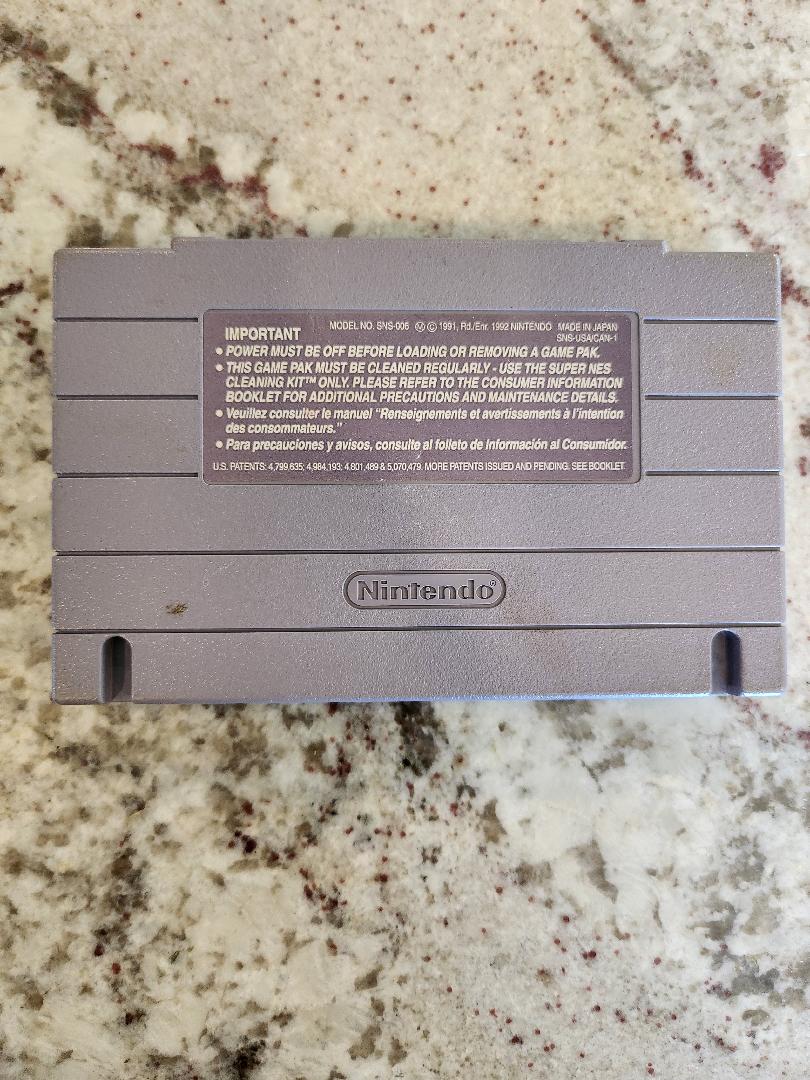 IMPORTANT MODEL NO. SNS-006 Ⓜ © 1991, Rd./Enr. 1992 NINTENDO MADE IN JAPAN
SNS-USA/CAN-1
• POWER MUST BE OFF BEFORE LOADING OR REMOVING A GAME PAK.
• THIS GAME PAK MUST BE CLEANED REGULARLY - USE THE SUPER NES
CLEANING KIT™ ONLY. PLEASE REFER TO THE CONSUMER INFORMATION
BOOKLET FOR ADDITIONAL PRECAUTIONS AND MAINTENANCE DETAILS.
• Veuillez consulter le manuel "Renseignements et avertissements à l'intention
des consommateurs."
• Para precauciones y avisos, consulte al folleto de Información al Consumidor.
U.S. PATENTS: 4,799,635; 4,984,193; 4,801,489 & 5,070,479. MORE PATENTS ISSUED AND PENDING. SEE BOOKLET
Nintendo®